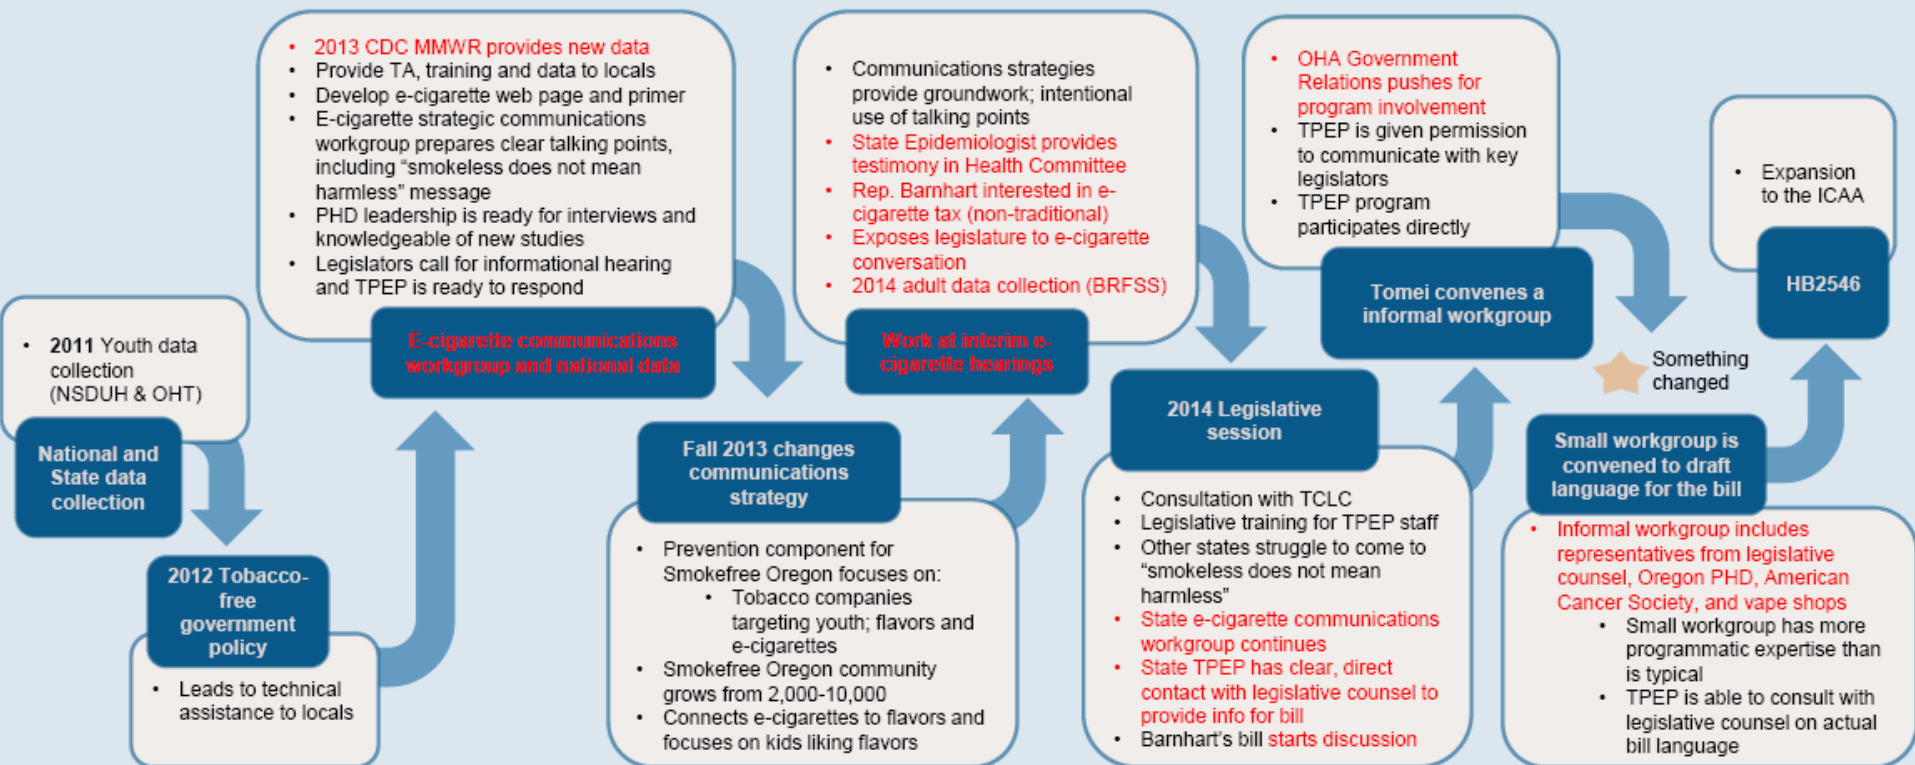 • 2011 Youth data
collection
(NSDUH & OHT)
National and
State data
collection
2012 Tobacco-
free
government
policy
• Leads to technical
assistance to locals
• 2013 CDC MMWR provides new data
• Provide TA, training and data to locals
• Develop e-cigarette web page and primer
• E-cigarette strategic communications
workgroup prepares clear talking points,
including “smokeless does not mean
harmless” message
• PHD leadership is ready for interviews and
knowledgeable of new studies
• Legislators call for informational hearing
and TPEP is ready to respond
E-cigarette communications
workgroup and national data
Fall 2013 changes
communications
strategy
• Prevention component for
Smokefree Oregon focuses on:
• Tobacco companies
targeting youth; flavors and
e-cigarettes
• Smokefree Oregon community
grows from 2,000-10,000
• Connects e-cigarettes to flavors and
focuses on kids liking flavors
• Communications strategies
provide groundwork; intentional
use of talking points
• State Epidemiologist provides
testimony in Health Committee
• Rep. Barnhart interested in e-
cigarette tax (non-traditional)
• Exposes legislature to e-cigarette
conversation
• 2014 adult data collection (BRFSS)
Work at interim e-
cigarette hearings
2014 Legislative
session
• Consultation with TCLC
• Legislative training for TPEP staff
• Other states struggle to come to
“smokeless does not mean
harmless”
• State e-cigarette communications
workgroup continues
• State TPEP has clear, direct
contact with legislative counsel to
provide info for bill
• Barnhart’s bill starts discussion
• OHA Government
Relations pushes for
program involvement
• TPEP is given permission
to communicate with key
legislators
• TPEP program
participates directly
Tomei convenes a
informal workgroup
Something
changed
Small workgroup is
convened to draft
language for the bill
• Informal workgroup includes
representatives from legislative
counsel, Oregon PHD, American
Cancer Society, and vape shops
• Small workgroup has more
programmatic expertise than
is typical
• TPEP is able to consult with
legislative counsel on actual
bill language
• Expansion
to the ICAA
HB2546